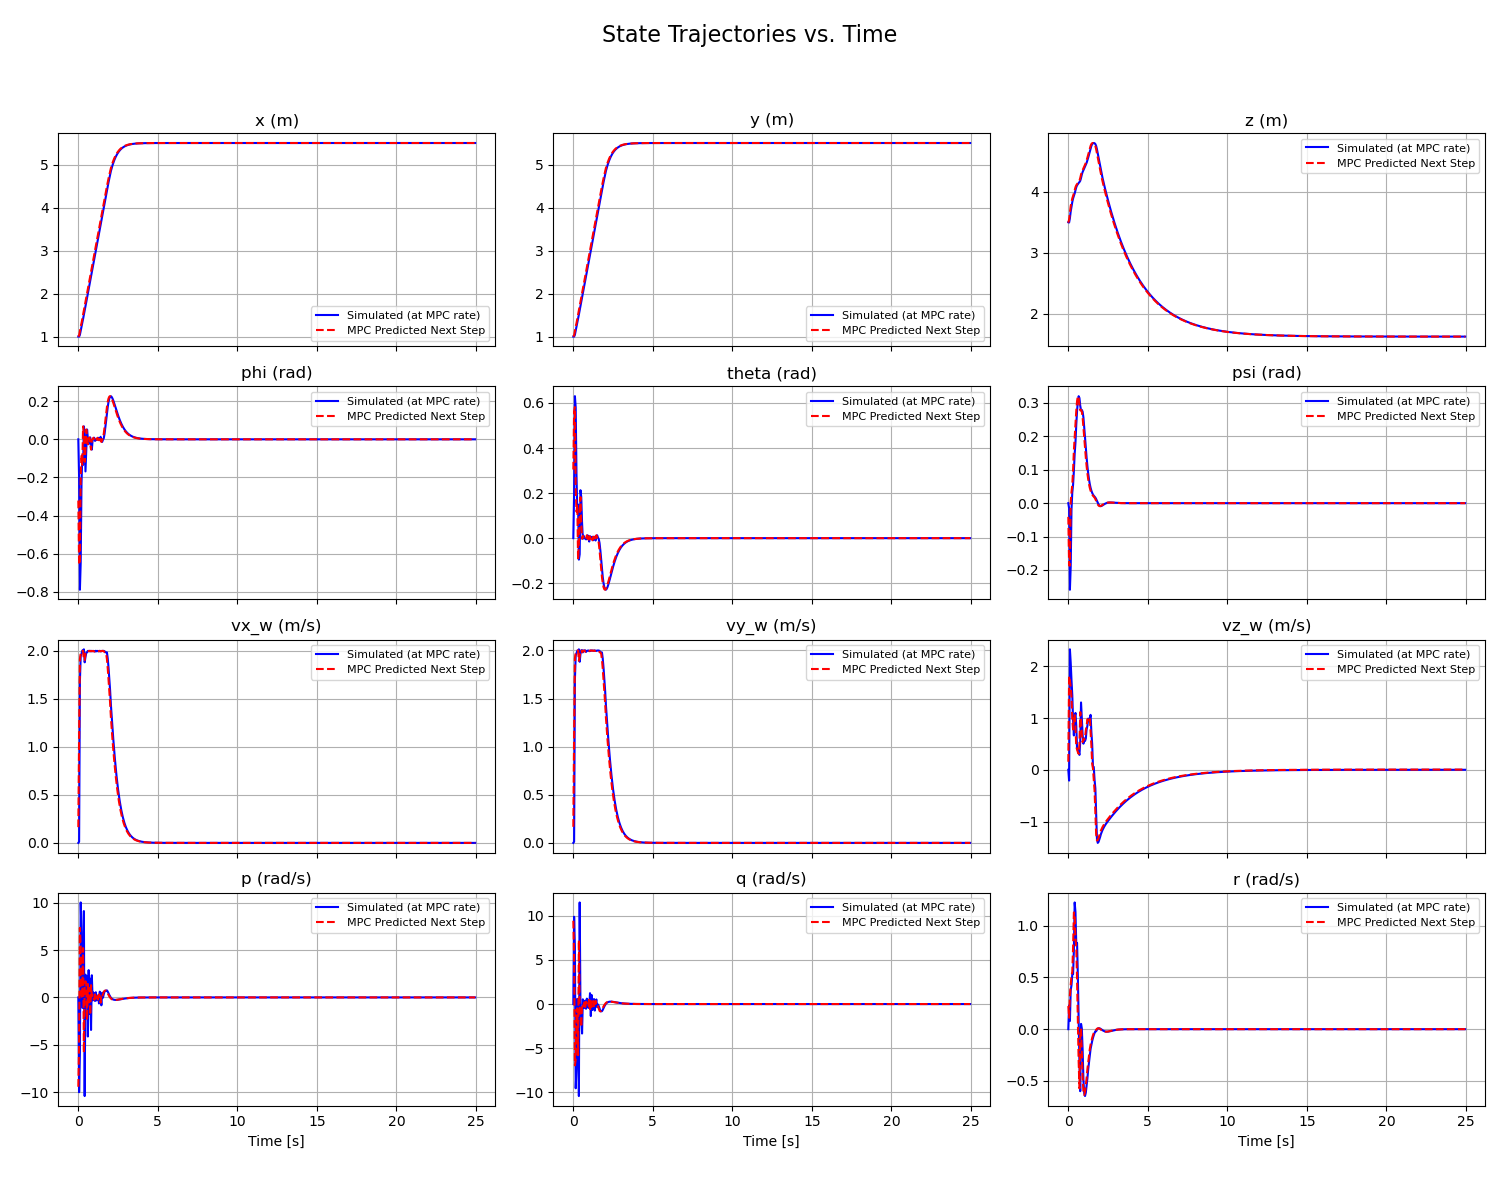 State Trajectories vs. Time
x (m)
5
4
3
2
1
Simulated (at MPC rate)
MPC Predicted Next Step
y (m)
5
4
3
2
1
Simulated (at MPC rate)
MPC Predicted Next Step
z (m)
4
3
2
Simulated (at MPC rate)
MPC Predicted Next Step
phi (rad)
0.2
0.0
−0.2
−0.4
−0.6
−0.8
Simulated (at MPC rate)
MPC Predicted Next Step
theta (rad)
0.6
0.4
0.2
0.0
−0.2
Simulated (at MPC rate)
MPC Predicted Next Step
psi (rad)
0.3
0.2
0.1
0.0
−0.1
−0.2
Simulated (at MPC rate)
MPC Predicted Next Step
vx_w (m/s)
2.0
1.5
1.0
0.5
0.0
Simulated (at MPC rate)
MPC Predicted Next Step
vy_w (m/s)
2.0
1.5
1.0
0.5
0.0
Simulated (at MPC rate)
MPC Predicted Next Step
vz_w (m/s)
2
1
0
−1
Simulated (at MPC rate)
MPC Predicted Next Step
p (rad/s)
10
5
0
−5
−10
Simulated (at MPC rate)
MPC Predicted Next Step
0 5 10 15 20 25
Time [s]
q (rad/s)
10
5
0
−5
−10
Simulated (at MPC rate)
MPC Predicted Next Step
0 5 10 15 20 25
Time [s]
r (rad/s)
1.0
0.5
0.0
−0.5
Simulated (at MPC rate)
MPC Predicted Next Step
0 5 10 15 20 25
Time [s]